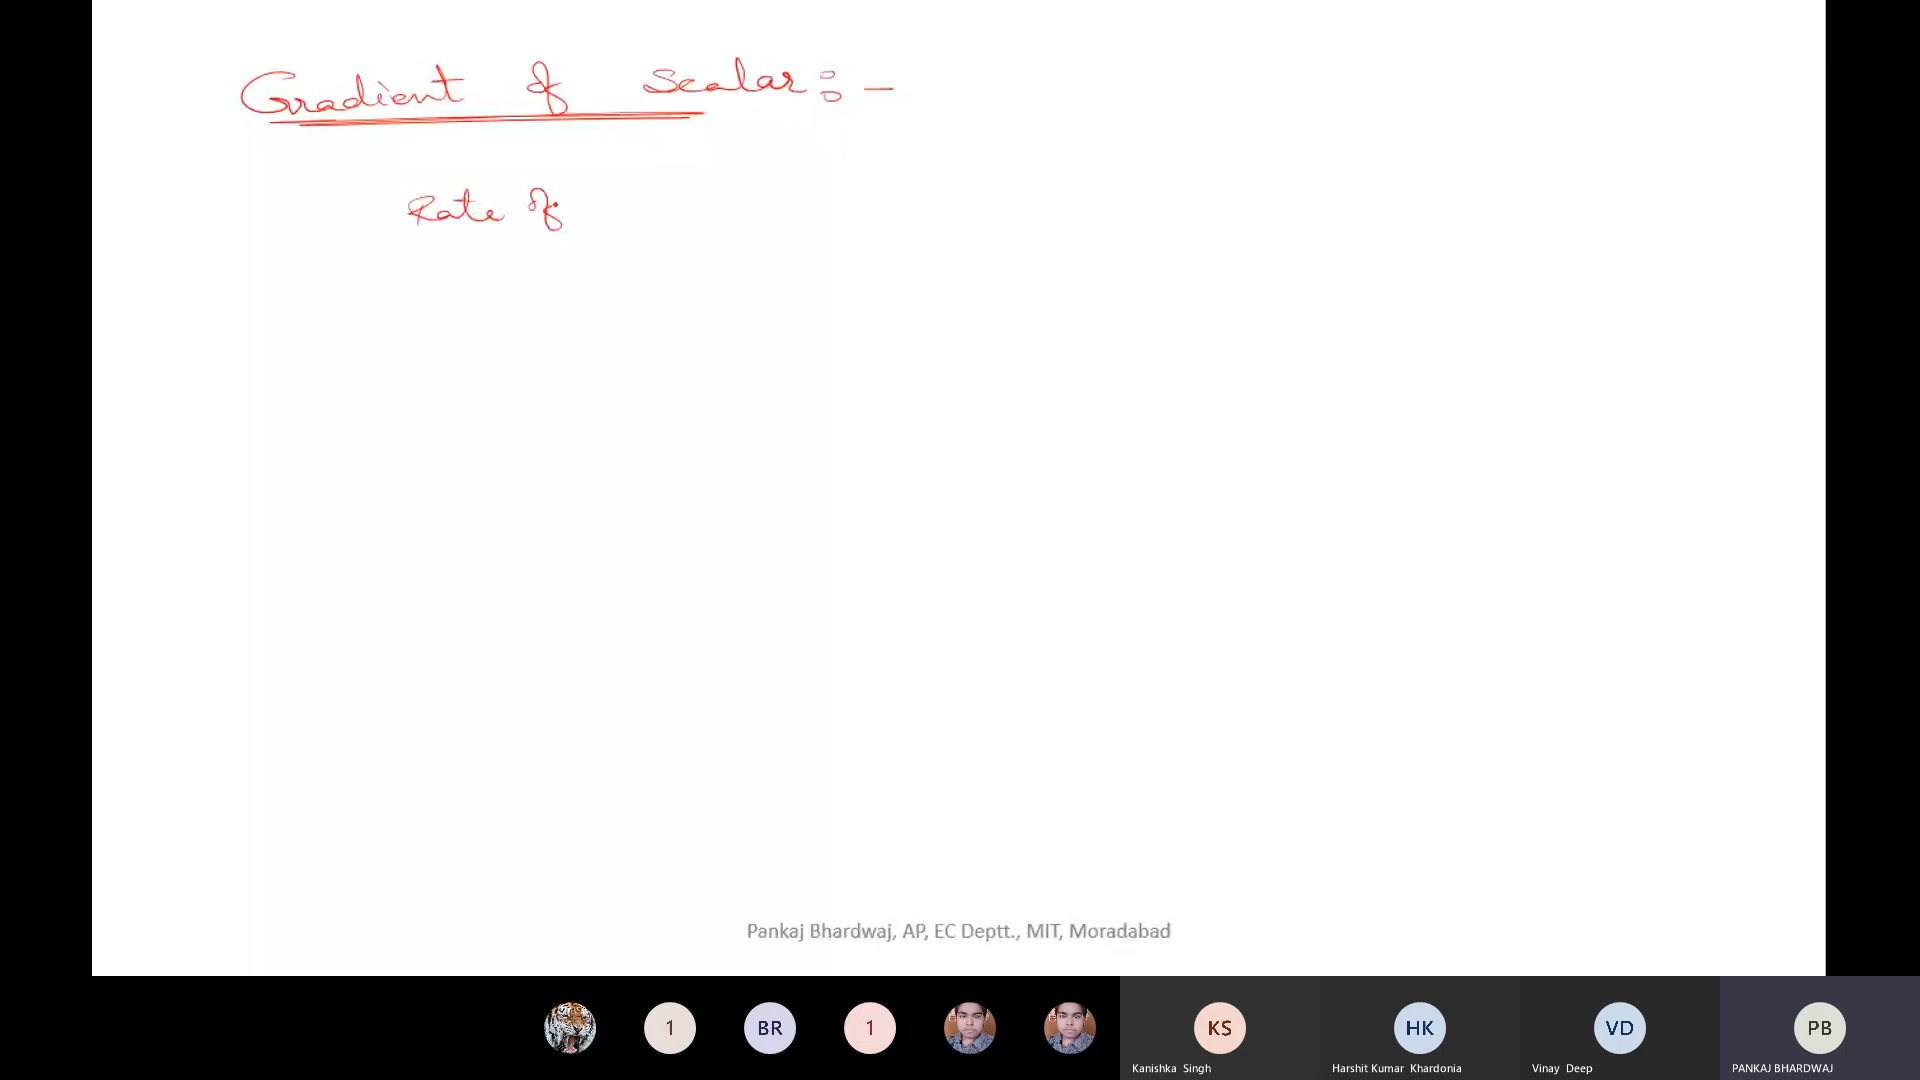 Gradient of Scalar : -
Rate of
Pankaj Bhardwaj, AP, EC Deptt., MIT, Moradabad
1
BR
1
KS
HK
VD
PB
Kanishka Singh
Harshit Kumar Khardonia
Vinay Deep
PANKAJ BHARDWAJ